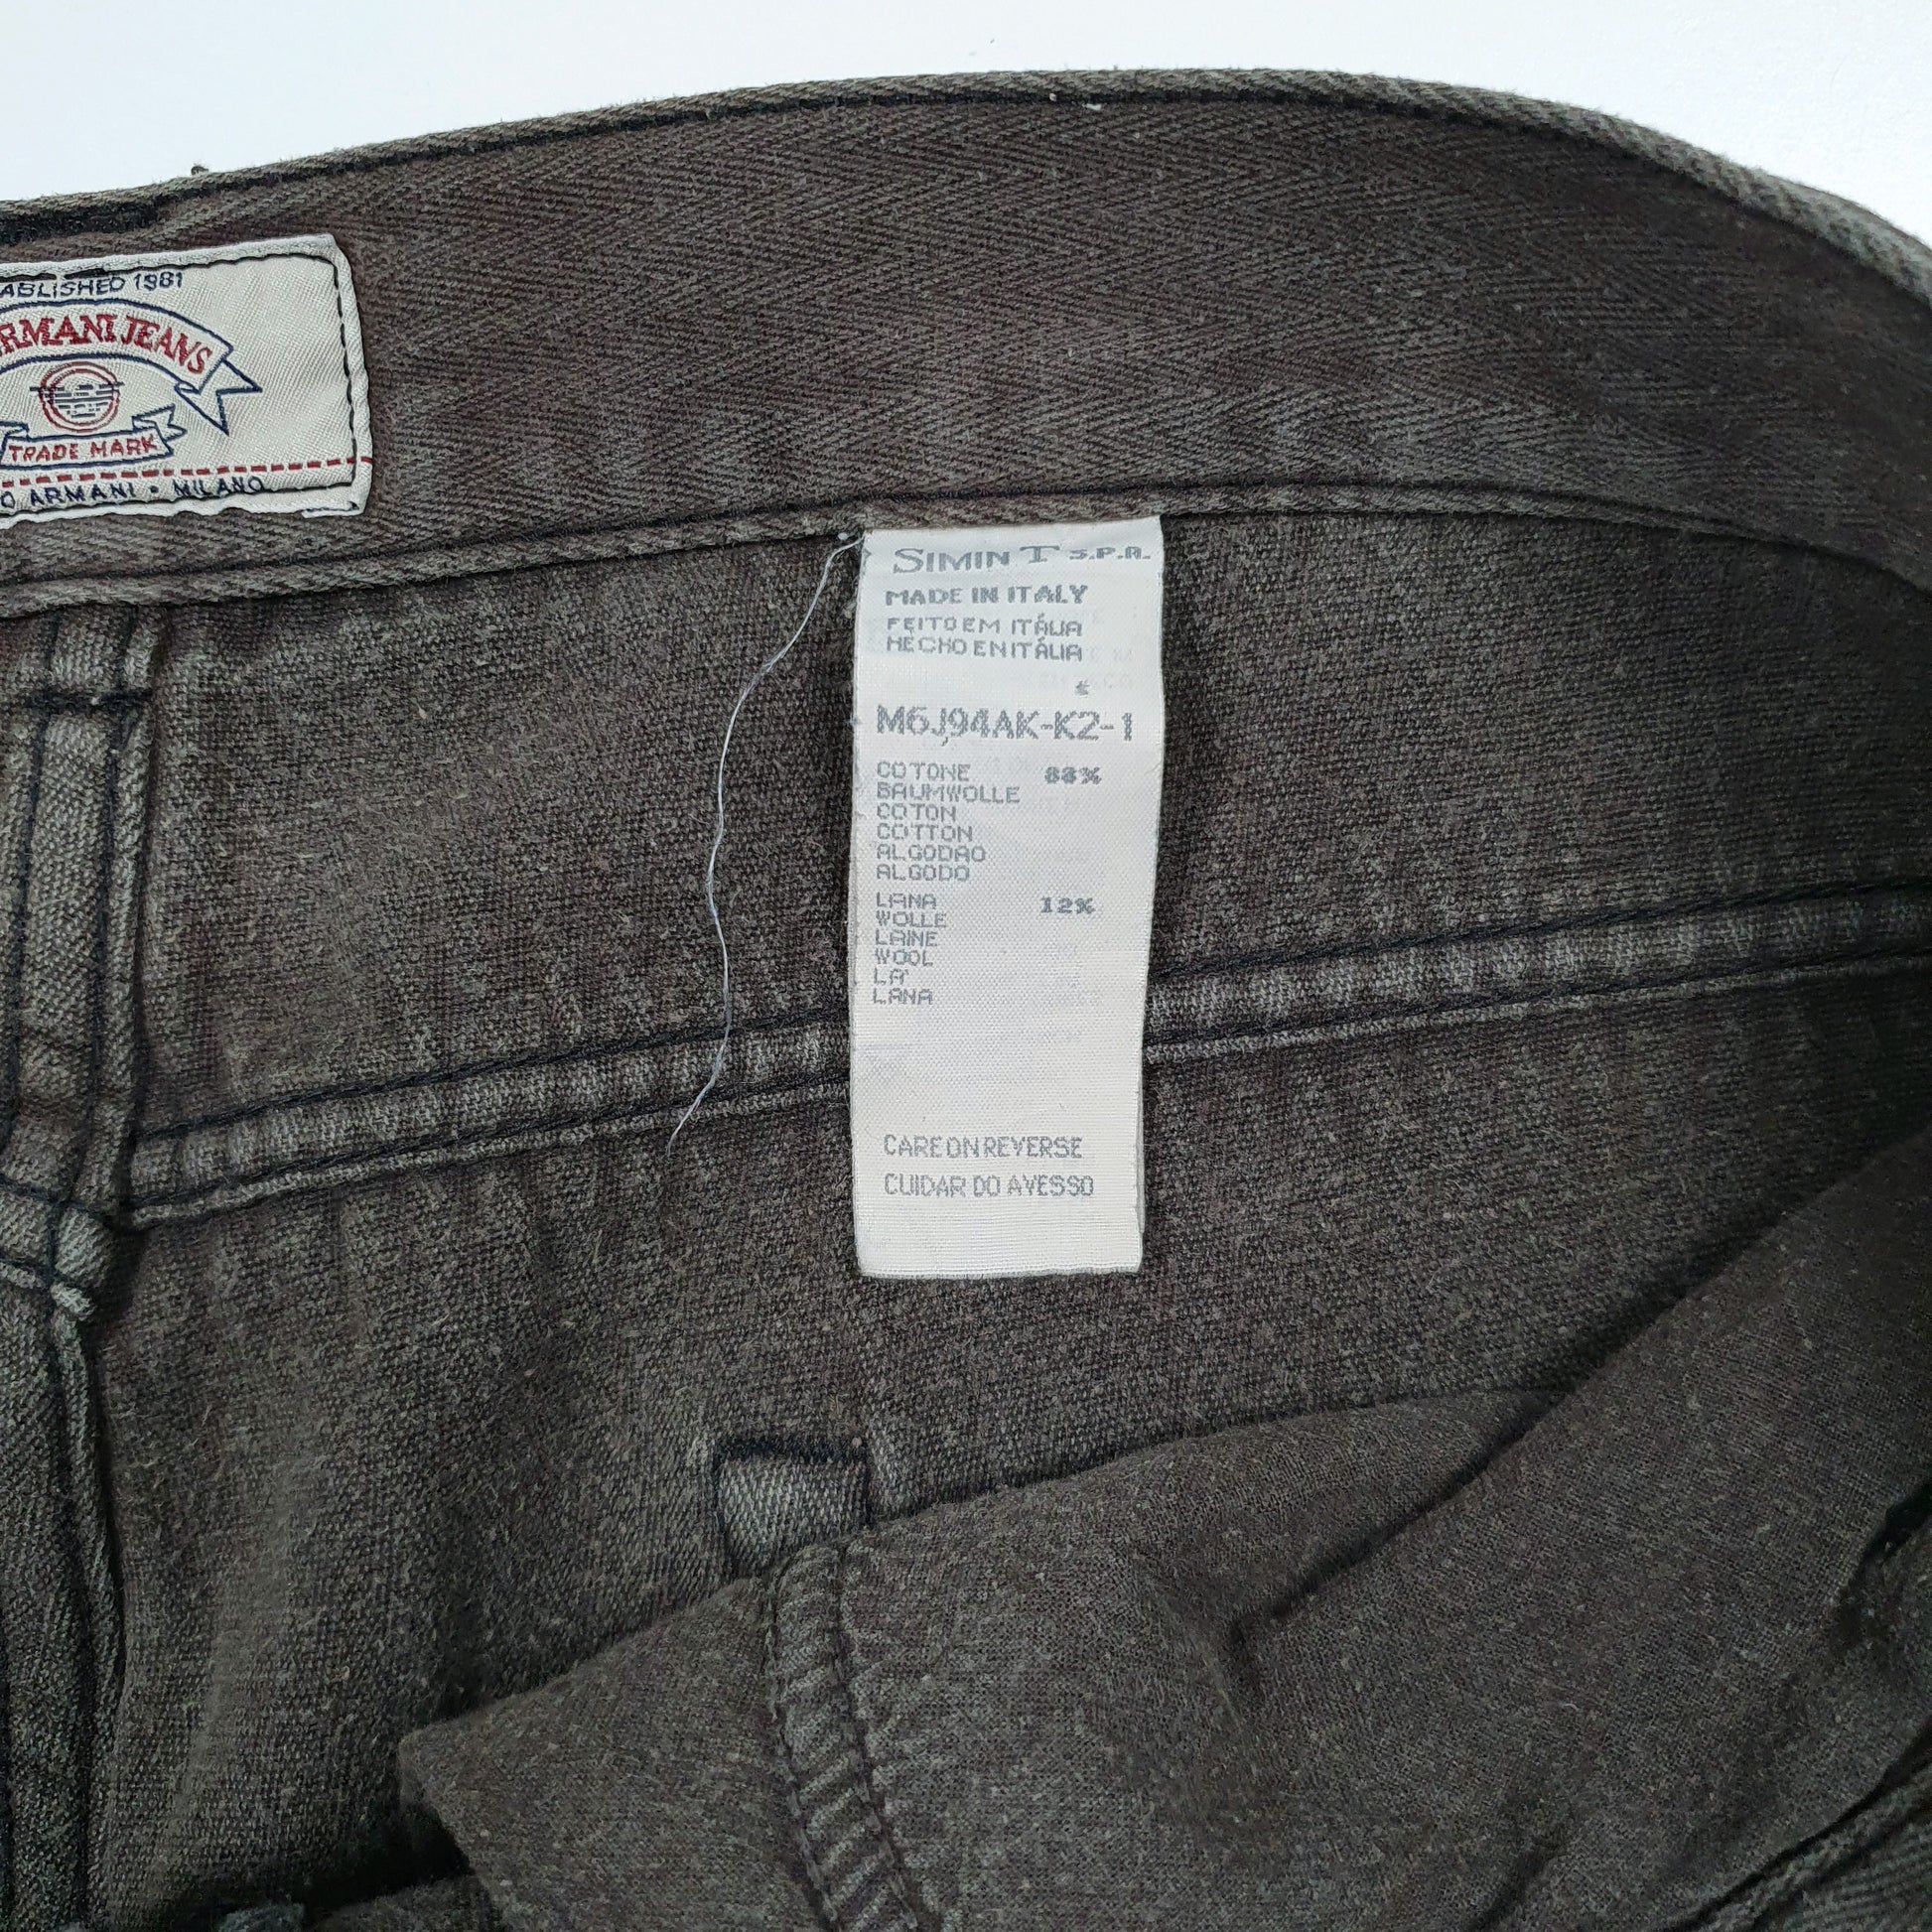 ABLISHED 1981
RMANI JEANS
TRADE MARK
O ARMANI • MILANO
SIMINT S.P.A.
MADE IN ITALY
FEITO EM ITÁLIA
HECHO EN ITÁLIA
M6J94AK-K2-1
COTONE 88%
BAUMWOLLE
COTON
COTTON
ALGODAO
ALGODO
LANA 12%
WOLLE
LAINE
WOOL
LA'
LANA
CARE ON REVERSE
CUIDAR DO AVESSO